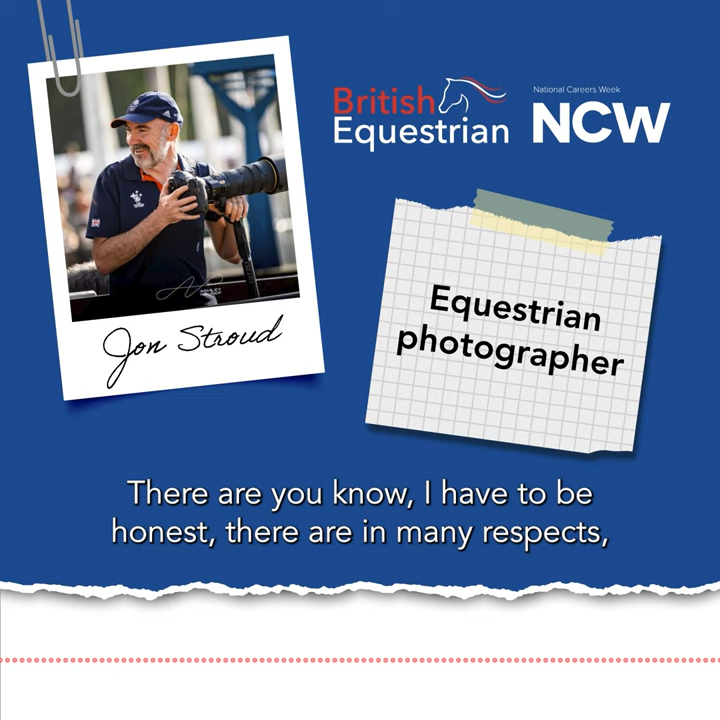 British
Equestrian
National Careers Week
NCW
Jon Stroud
Equestrian
photographer
There are you know, I have to be
honest, there are in many respects,